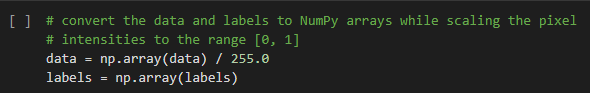 [ ] # convert the data and labels to NumPy arrays while scaling the pixel
# intensities to the range [0, 1]
data = np.array(data) / 255.0
labels = np.array(labels)